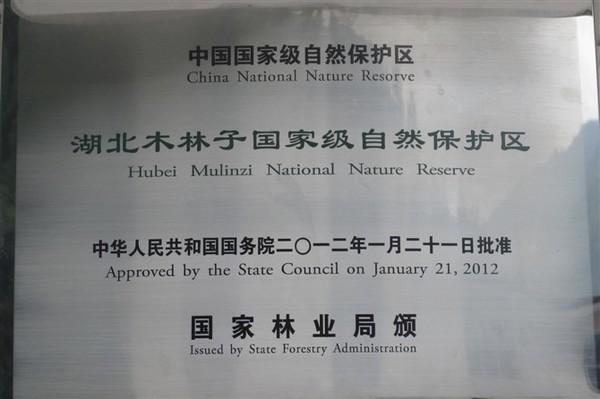 中国国家级自然保护区
China National Nature Resorve
湖北木林子国家级自然保护区
Hubei Mulinzi National Nature Reserve
中华人民共和国国务院二〇一二年一月二十一日批准
Approved by the State Council on January 21, 2012
国家林业局颁
Issued by State Forestry Administration